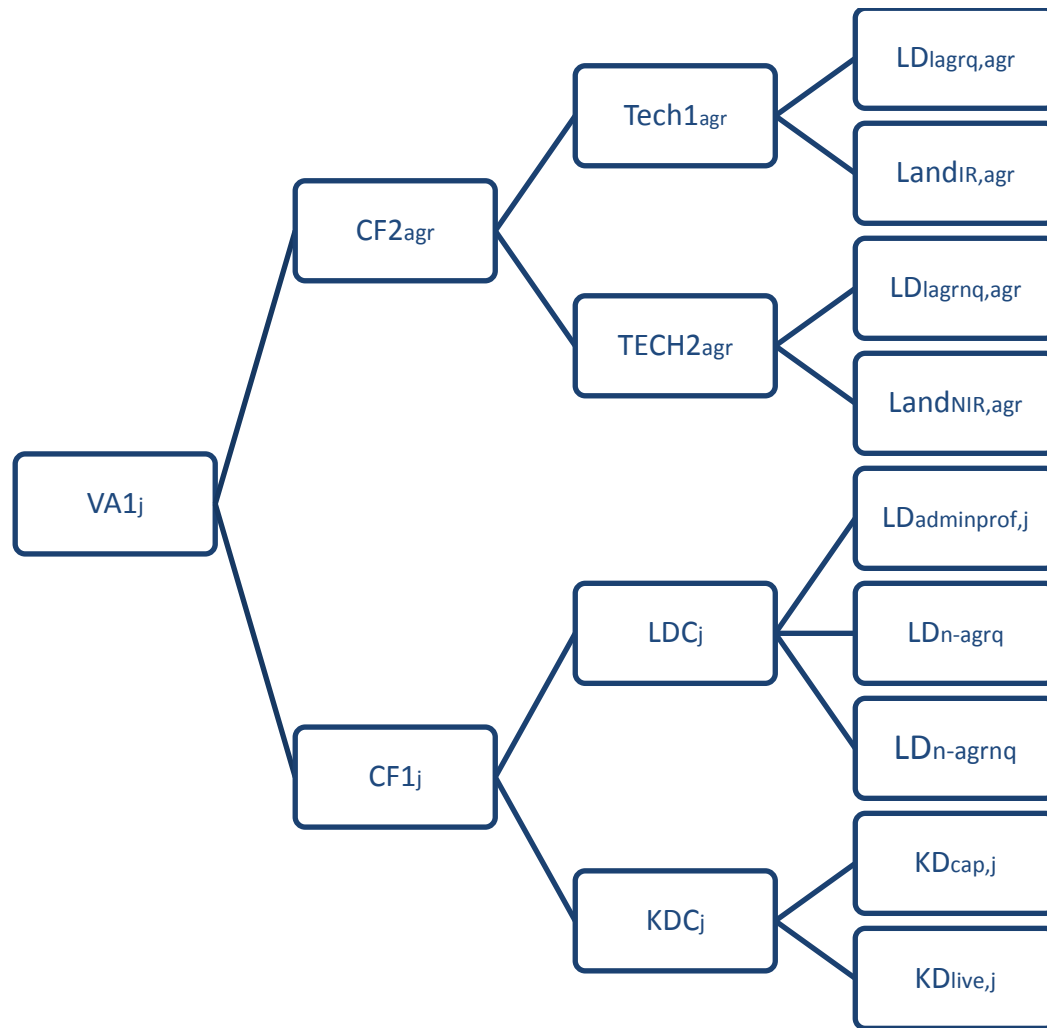 LDlagrq,agr
Tech1agr
LandIR,agr
CF2agr
LDlagrnq,agr
TECH2agr
LandNIR,agr
VA1j
LDadminprof,j
LDCj
LDn-agrq
LDn-agrnq
CF1j
KDcap,j
KDCj
KDlive,j